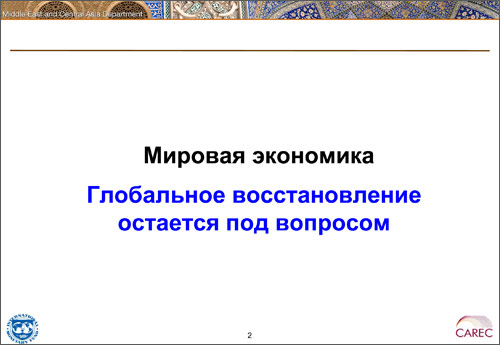 Middle East and Central Asia Department
Мировая экономика
Глобальное восстановление
остается под вопросом
INTERNATIONAL MONETARY FUND
2
CAREC